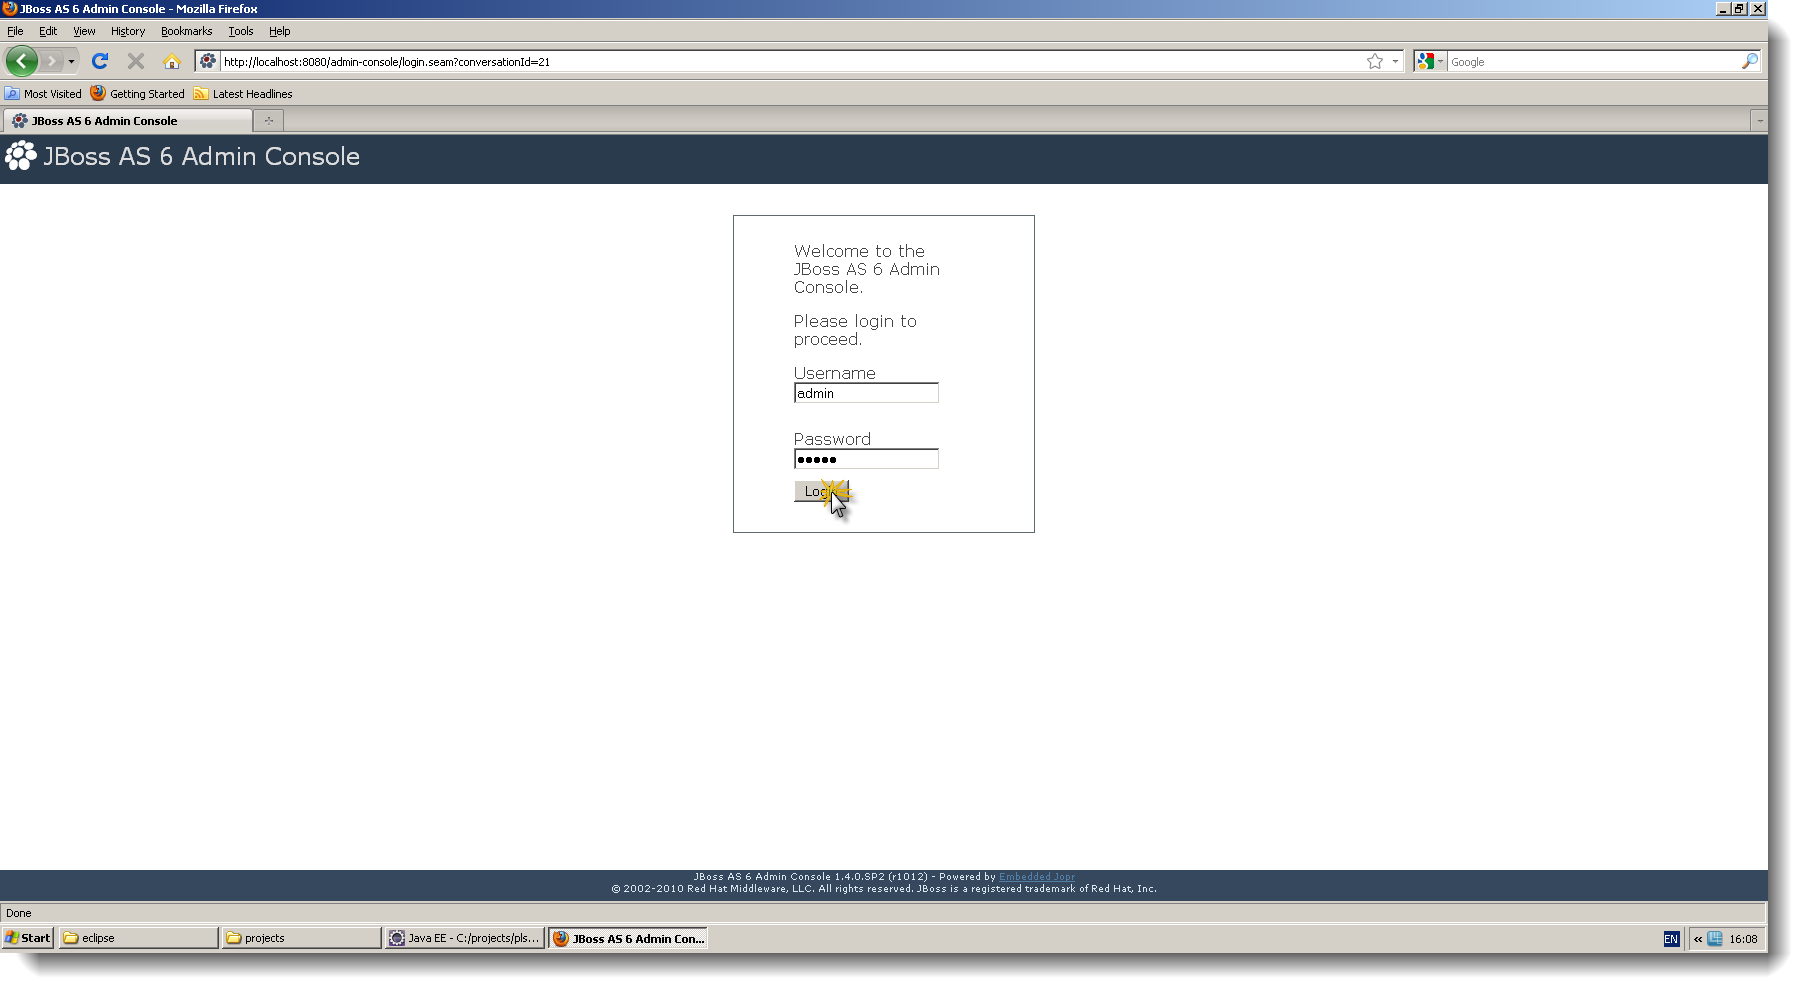 JBoss AS 6 Admin Console - Mozilla Firefox
File Edit View History Bookmarks Tools Help
http://localhost:8080/admin-console/login.seam?conversationId=21
Google
Most Visited Getting Started Latest Headlines
JBoss AS 6 Admin Console
JBoss AS 6 Admin Console
Welcome to the
JBoss AS 6 Admin
Console.
Please login to
proceed.
Username
admin
Password
JBoss AS 6 Admin Console 1.4.0.SP2 (r1012) - Powered by Embedded Jopr
© 2002-2010 Red Hat Middleware, LLC. All rights reserved. JBoss is a registered trademark of Red Hat, Inc.
Done
Start eclipse projects Java EE - C:/projects/pls... JBoss AS 6 Admin Con... EN « 16:08